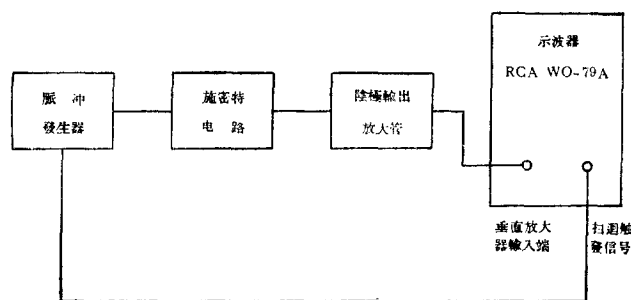 脈冲
發生器
施密特
电路
陰極輸出
放大管
示波器
RCA WO-79A
垂直放大
器輸入端
扫迴触
發信号